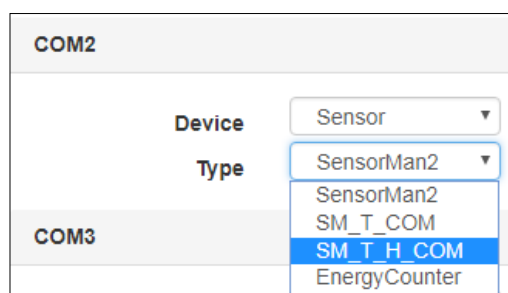 COM2
Device Sensor
Type SensorMan2
SensorMan2
SM_T_COM
COM3
SM_T_H_COM
EnergyCounter